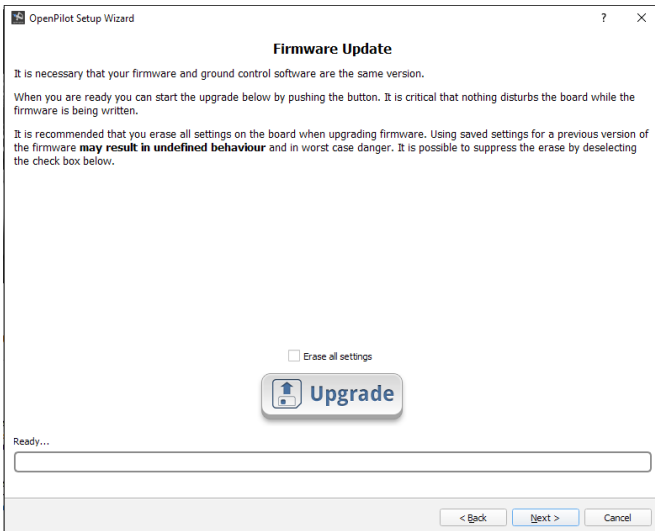 OpenPilot Setup Wizard
?
Firmware Update
It is necessary that your firmware and ground control software are the same version.
When you are ready you can start the upgrade below by pushing the button. It is critical that nothing disturbs the board while the
firmware is being written.
It is recommended that you erase all settings on the board when upgrading firmware. Using saved settings for a previous version of
the firmware may result in undefined behaviour and in worst case danger. It is possible to suppress the erase by deselecting
the check box below.
Erase all settings
Upgrade
Ready...
< Back
Next >
Cancel